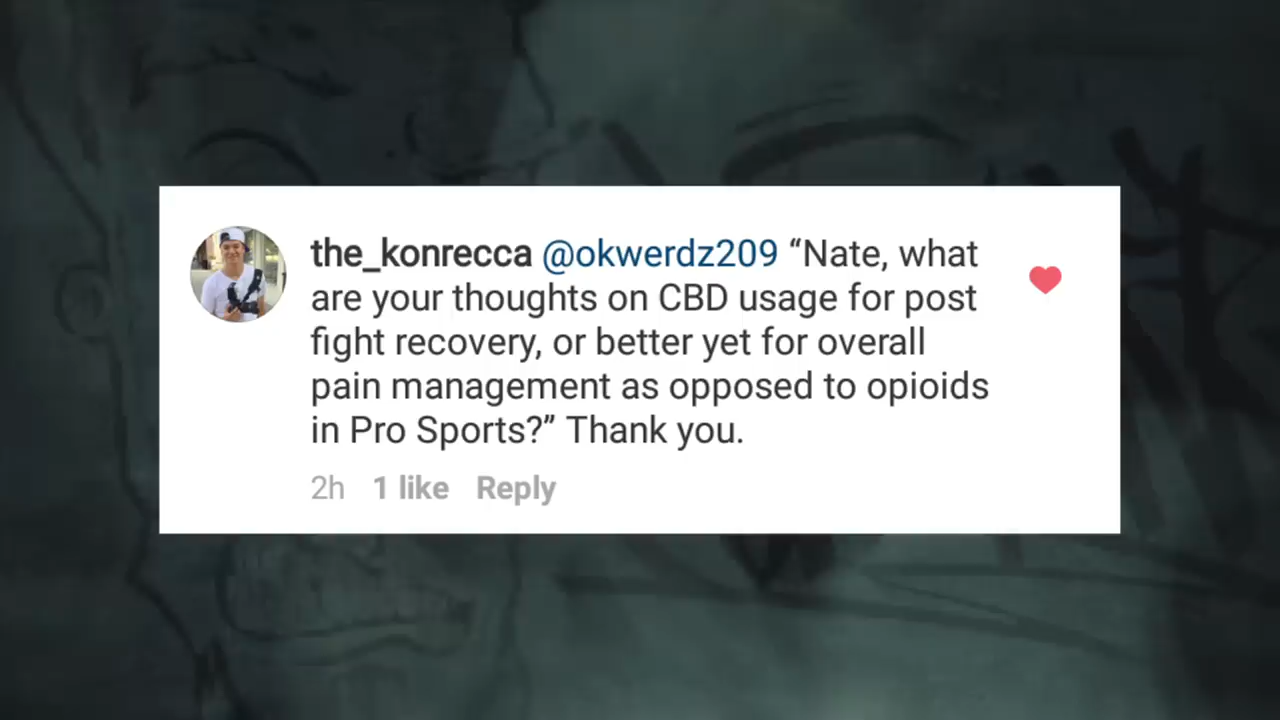 the_konrecca @okwerdz209 “Nate, what
are your thoughts on CBD usage for post
fight recovery, or better yet for overall
pain management as opposed to opioids
in Pro Sports?” Thank you.
2h 1 like Reply